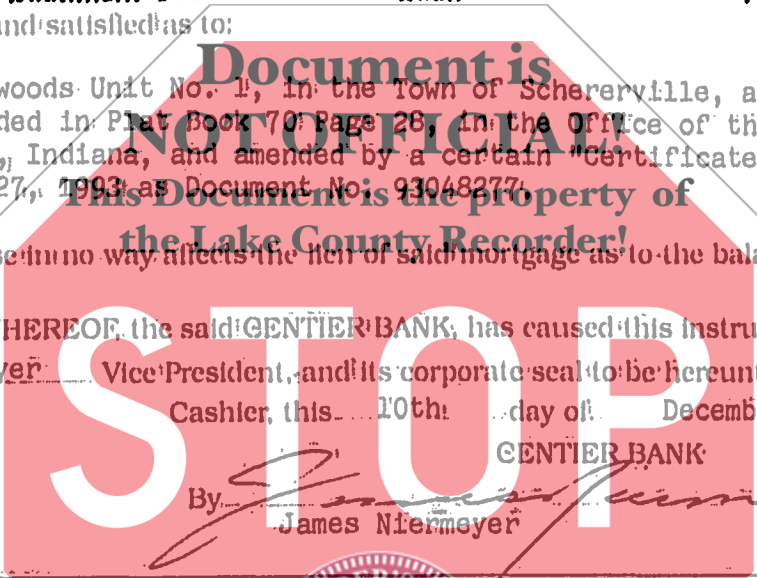 and satisfied as to:
Document is
woods Unit No. 1, in the Town of Schererville, a
NOT OFFICIAL!
ded in Plat Book 70 Page 28, in the Office of th
, Indiana, and amended by a certain "Certificate
27, 1993 as Document No. 93048277.
This Document is the property of
the Lake County Recorder!
se in no way affects the lien of said mortgage as to the bala
STOP
HEREOF, the said CENTIER BANK, has caused this instru
yer Vice President, and its corporate seal to be hereun
Cashier, this 10th day of Decemb
CENTIER BANK
By
James Niermeyer